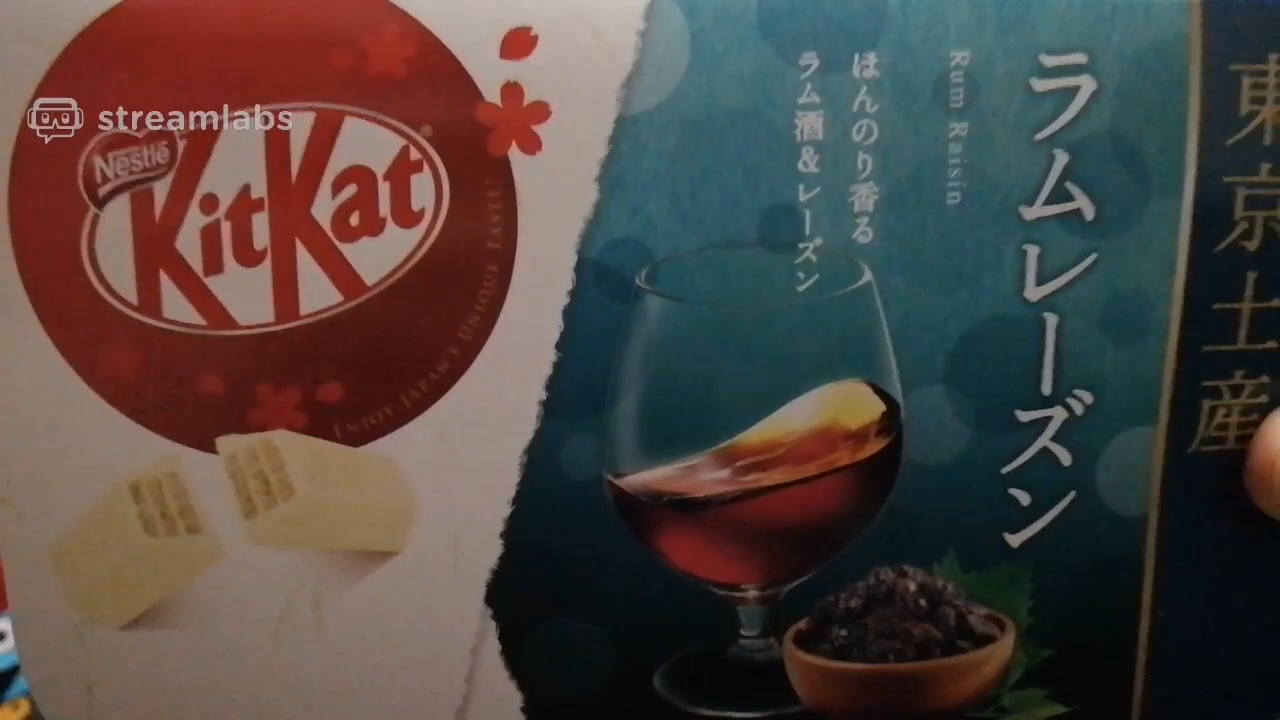 streamlabs
Nestlé
KitKat®
ENJOY JAPAN'S UNIQUE TASTE!
東京土産
ラムレーズン
Rum Raisin
ほんのり香る
ラム酒&レーズン